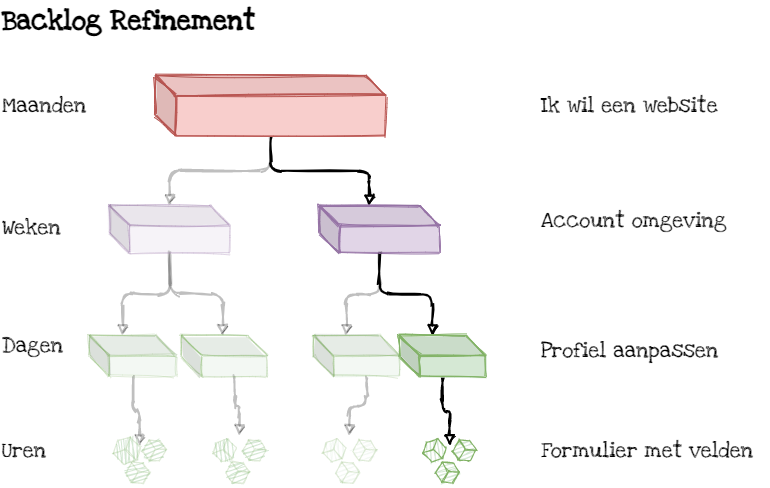 Backlog Refinement
Maanden
Ik wil een website
Weken
Account omgeving
Dagen
Profiel aanpassen
Uren
Formulier met velden